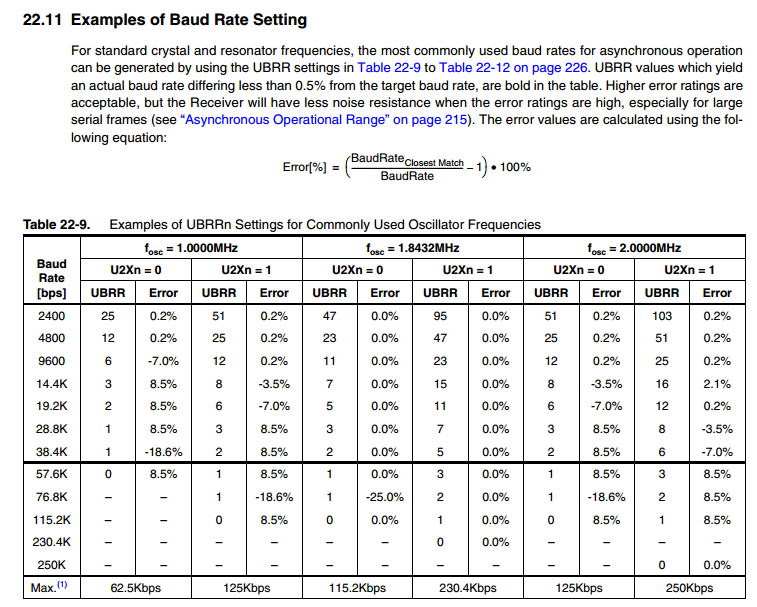 22.11 Examples of Baud Rate Setting
For standard crystal and resonator frequencies, the most commonly used baud rates for asynchronous operation
can be generated by using the UBRR settings in Table 22-9 to Table 22-12 on page 226. UBRR values which yield
an actual baud rate differing less than 0.5% from the target baud rate, are bold in the table. Higher error ratings are
acceptable, but the Receiver will have less noise resistance when the error ratings are high, especially for large
serial frames (see “Asynchronous Operational Range” on page 215). The error values are calculated using the fol-
lowing equation:
Error[%] = (BaudRate Closest Match / BaudRate – 1) • 100%
Table 22-9. Examples of UBRRn Settings for Commonly Used Oscillator Frequencies
Baud Rate [bps] fosc = 1.0000MHz fosc = 1.8432MHz fosc = 2.0000MHz
U2Xn = 0 U2Xn = 1 U2Xn = 0 U2Xn = 1 U2Xn = 0 U2Xn = 1
UBRR Error UBRR Error UBRR Error UBRR Error UBRR Error UBRR Error
2400 25 0.2% 51 0.2% 47 0.0% 95 0.0% 51 0.2% 103 0.2%
4800 12 0.2% 25 0.2% 23 0.0% 47 0.0% 25 0.2% 51 0.2%
9600 6 -7.0% 12 0.2% 11 0.0% 23 0.0% 12 0.2% 25 0.2%
14.4K 3 8.5% 8 -3.5% 7 0.0% 15 0.0% 8 -3.5% 16 2.1%
19.2K 2 8.5% 6 -7.0% 5 0.0% 11 0.0% 6 -7.0% 12 0.2%
28.8K 1 8.5% 3 8.5% 3 0.0% 7 0.0% 3 8.5% 8 -3.5%
38.4K 1 -18.6% 2 8.5% 2 0.0% 5 0.0% 2 8.5% 6 -7.0%
57.6K 0 8.5% 1 8.5% 1 0.0% 3 0.0% 1 8.5% 3 8.5%
76.8K – – 1 -18.6% 1 -25.0% 2 0.0% 1 -18.6% 2 8.5%
115.2K – – 0 8.5% 0 0.0% 1 0.0% 0 8.5% 1 8.5%
230.4K – – – – – – 0 0.0% – – – –
250K – – – – – – – – – – 0 0.0%
Max.(1) 62.5Kbps 125Kbps 115.2Kbps 230.4Kbps 125Kbps 250Kbps